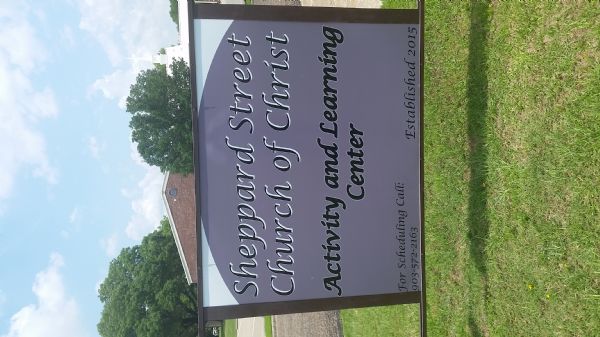 Sheppard Street
Church of Christ
Activity and Learning
Center
For Scheduling Call:
903-572-2163
Established 2015